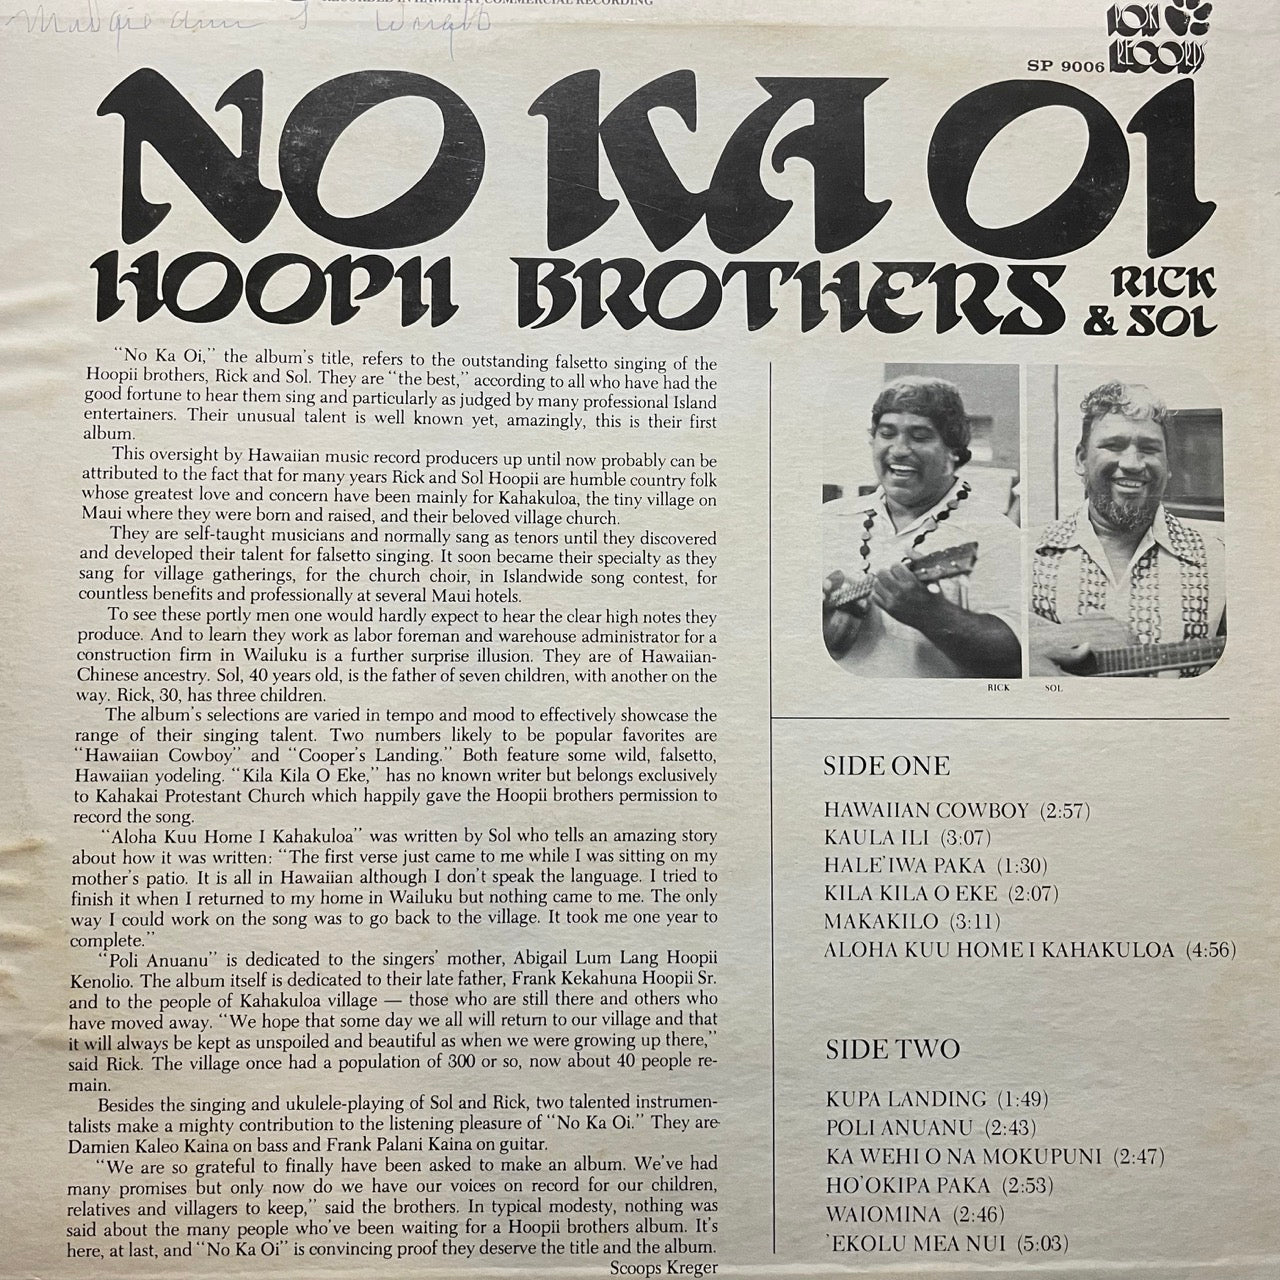 RECORDED IN HAWAII AT COMMERCIAL RECORDING
Wright
POKI
RECORDS
SP 9006
NO KA OI
HOOPII BROTHERS RICK
& SOL
"No Ka Oi," the album's title, refers to the outstanding falsetto singing of the
Hoopii brothers, Rick and Sol. They are "the best," according to all who have had the
good fortune to hear them sing and particularly as judged by many professional Island
entertainers. Their unusual talent is well known yet, amazingly, this is their first
album.
This oversight by Hawaiian music record producers up until now probably can be
attributed to the fact that for many years Rick and Sol Hoopii are humble country folk
whose greatest love and concern have been mainly for Kahakuloa, the tiny village on
Maui where they were born and raised, and their beloved village church.
They are self-taught musicians and normally sang as tenors until they discovered
and developed their talent for falsetto singing. It soon became their specialty as they
sang for village gatherings, for the church choir, in Islandwide song contest, for
countless benefits and professionally at several Maui hotels.
To see these portly men one would hardly expect to hear the clear high notes they
produce. And to learn they work as labor foreman and warehouse administrator for a
construction firm in Wailuku is a further surprise illusion. They are of Hawaiian-
Chinese ancestry. Sol, 40 years old, is the father of seven children, with another on the
way. Rick, 30, has three children.
The album's selections are varied in tempo and mood to effectively showcase the
range of their singing talent. Two numbers likely to be popular favorites are
"Hawaiian Cowboy" and "Cooper's Landing." Both feature some wild, falsetto,
Hawaiian yodeling. "Kila Kila O Eke," has no known writer but belongs exclusively
to Kahakai Protestant Church which happily gave the Hoopii brothers permission to
record the song.
"Aloha Kuu Home I Kahakuloa" was written by Sol who tells an amazing story
about how it was written: "The first verse just came to me while I was sitting on my
mother's patio. It is all in Hawaiian although I don't speak the language. I tried to
finish it when I returned to my home in Wailuku but nothing came to me. The only
way I could work on the song was to go back to the village. It took me one year to
complete."
"Poli Anuanu" is dedicated to the singers' mother, Abigail Lum Lang Hoopii
Kenolio. The album itself is dedicated to their late father, Frank Kekahuna Hoopii Sr.
and to the people of Kahakuloa village — those who are still there and others who
have moved away. "We hope that some day we all will return to our village and that
it will always be kept as unspoiled and beautiful as when we were growing up there,"
said Rick. The village once had a population of 300 or so, now about 40 people re-
main.
Besides the singing and ukulele-playing of Sol and Rick, two talented instrumen-
talists make a mighty contribution to the listening pleasure of "No Ka Oi." They are
Damien Kaleo Kaina on bass and Frank Palani Kaina on guitar.
"We are so grateful to finally have been asked to make an album. We've had
many promises but only now do we have our voices on record for our children,
relatives and villagers to keep," said the brothers. In typical modesty, nothing was
said about the many people who've been waiting for a Hoopii brothers album. It's
here, at last, and "No Ka Oi" is convincing proof they deserve the title and the album.
Scoops Kreger
RICK SOL
SIDE ONE
HAWAIIAN COWBOY (2:57)
KAULA ILI (3:07)
HALE'IWA PAKA (1:30)
KILA KILA O EKE (2:07)
MAKAKILO (3:11)
ALOHA KUU HOME I KAHAKULOA (4:56)
SIDE TWO
KUPA LANDING (1:49)
POLI ANUANU (2:43)
KA WEHI O NA MOKUPUNI (2:47)
HO'OKIPA PAKA (2:53)
WAIOMINA (2:46)
'EKOLU MEA NUI (5:03)